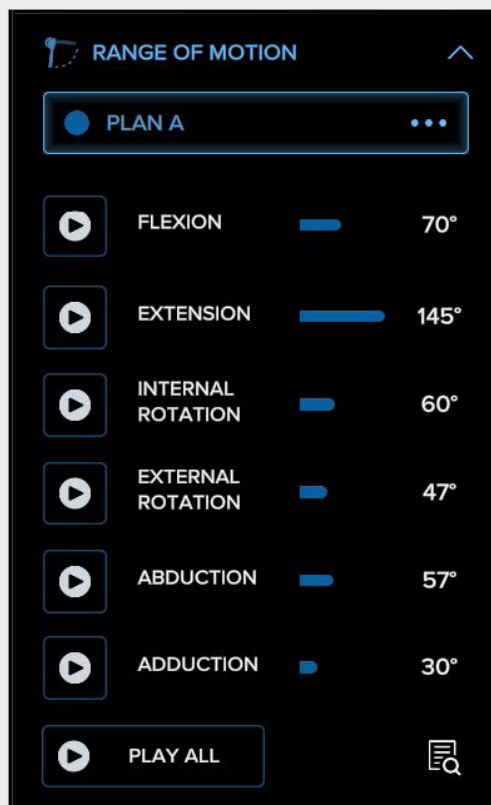 RANGE OF MOTION
PLAN A
FLEXION 70°
EXTENSION 145°
INTERNAL
ROTATION 60°
EXTERNAL
ROTATION 47°
ABDUCTION 57°
ADDUCTION 30°
PLAY ALL